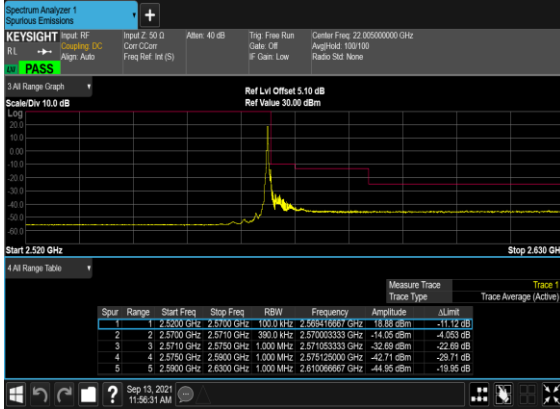 Spectrum Analyzer 1
Spurious Emissions
+
KEYSIGHT Input: RF Input Z: 50 Ω Atten: 40 dB Trig: Free Run Center Freq: 22.005000000 GHz
RL Coupling: DC Corr CCorr Gate: Off Avg|Hold: 100/100
Align: Auto Freq Ref: Int (S) IF Gain: Low Radio Std: None
PASS
3 All Range Graph
Ref Lvl Offset 5.10 dB
Scale/Div 10.0 dB Ref Value 30.00 dBm
Log
20.0
10.0
0.00
-10.0
-20.0
-30.0
-40.0
-50.0
-60.0
Start 2.520 GHz Stop 2.630 GH
4 All Range Table
Measure Trace Trace 1
Trace Type Trace Average (Active)
Spur Range Start Freq Stop Freq RBW Frequency Amplitude ΔLimit
1 1 2.5200 GHz 2.5700 GHz 100.0 kHz 2.569416667 GHz 18.88 dBm -11.12 dB
2 2 2.5700 GHz 2.5710 GHz 390.0 kHz 2.570003333 GHz -14.05 dBm -4.053 dB
3 3 2.5710 GHz 2.5750 GHz 1.000 MHz 2.571053333 GHz -32.69 dBm -22.69 dB
4 4 2.5750 GHz 2.5900 GHz 1.000 MHz 2.575125000 GHz -42.71 dBm -29.71 dB
5 5 2.5900 GHz 2.6300 GHz 1.000 MHz 2.610066667 GHz -44.95 dBm -19.95 dB
?
Sep 13, 2021
11:56:31 AM